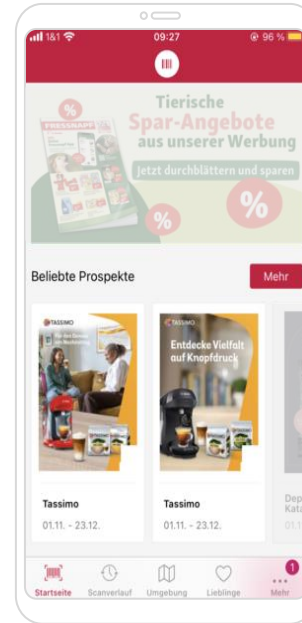 1&1
09:27
96 %
Tierische
Spar-Angebote
aus unserer Werbung
Jetzt durchblättern und sparen
FRESSNAPF
%
%
%
Beliebte Prospekte
Mehr
TASSIMO
TASSIMO
Entdecke Vielfalt
auf Knopfdruck
Tassimo
01.11. - 23.12.
Tassimo
01.11. - 23.12.
Startseite
Scanverlauf
Umgebung
Lieblinge
1
Mehr